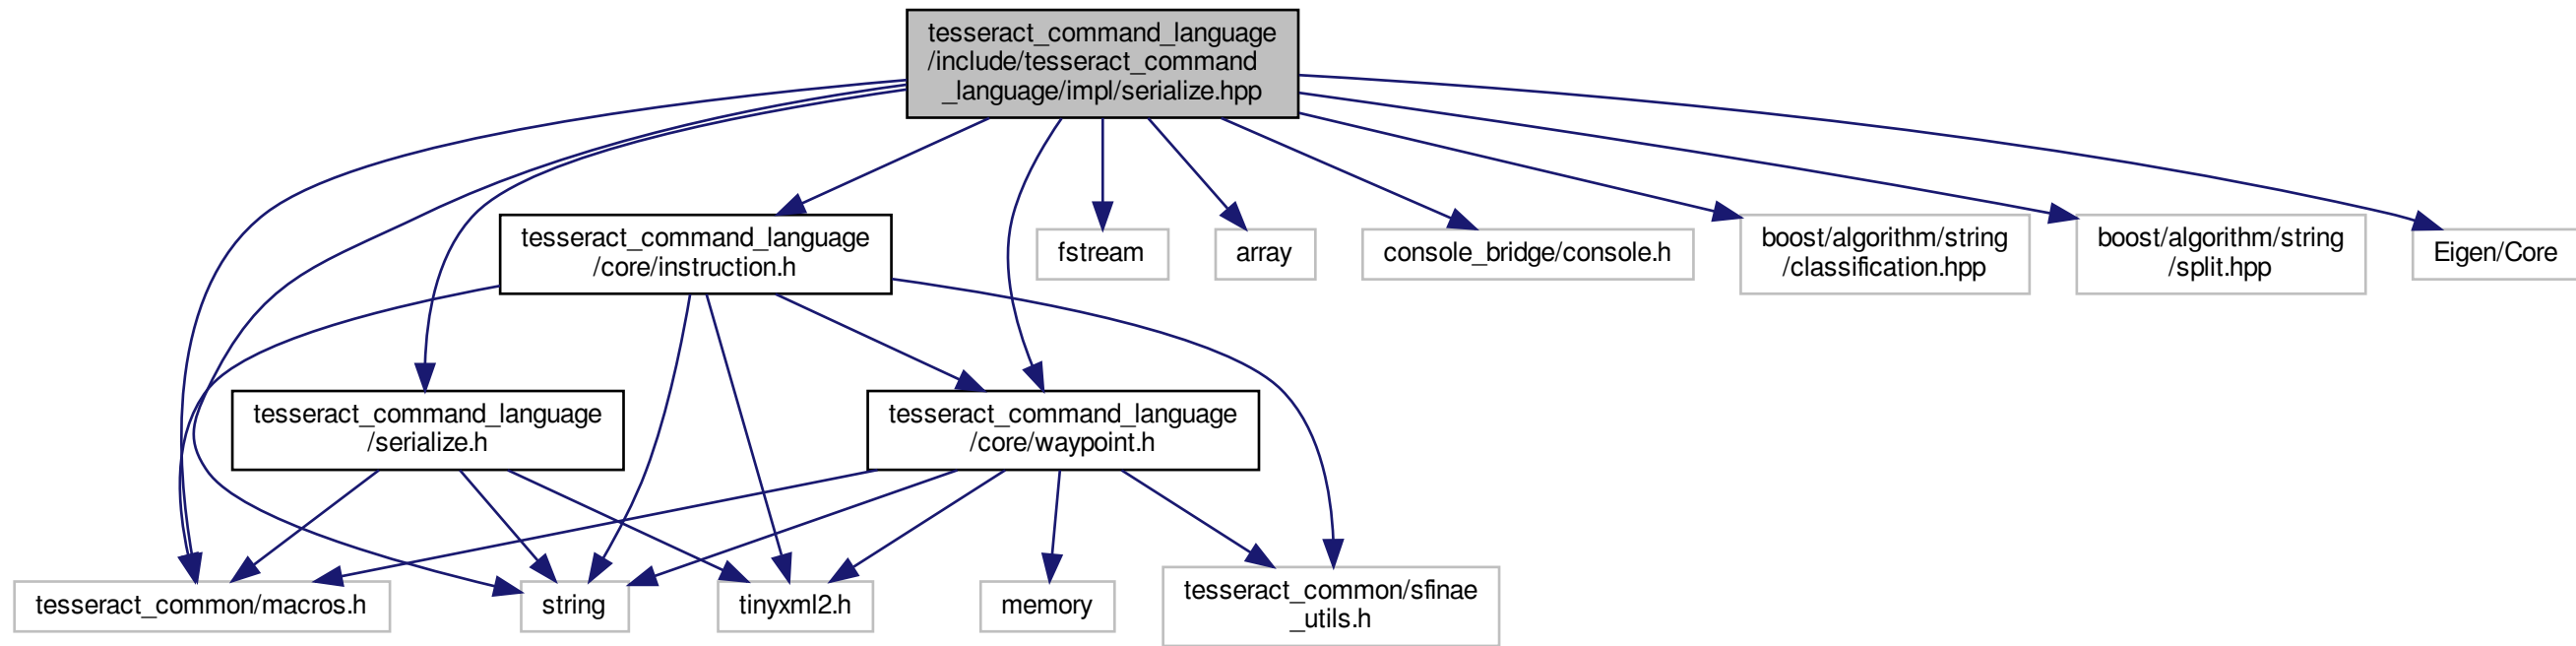 tesseract_command_language
/include/tesseract_command
_language/impl/serialize.hpp
tesseract_command_language
/core/instruction.h
fstream
array
console_bridge/console.h
boost/algorithm/string
/classification.hpp
boost/algorithm/string
/split.hpp
Eigen/Core
tesseract_command_language
/serialize.h
tesseract_command_language
/core/waypoint.h
tesseract_common/macros.h
string
tinyxml2.h
memory
tesseract_common/sfinae
_utils.h